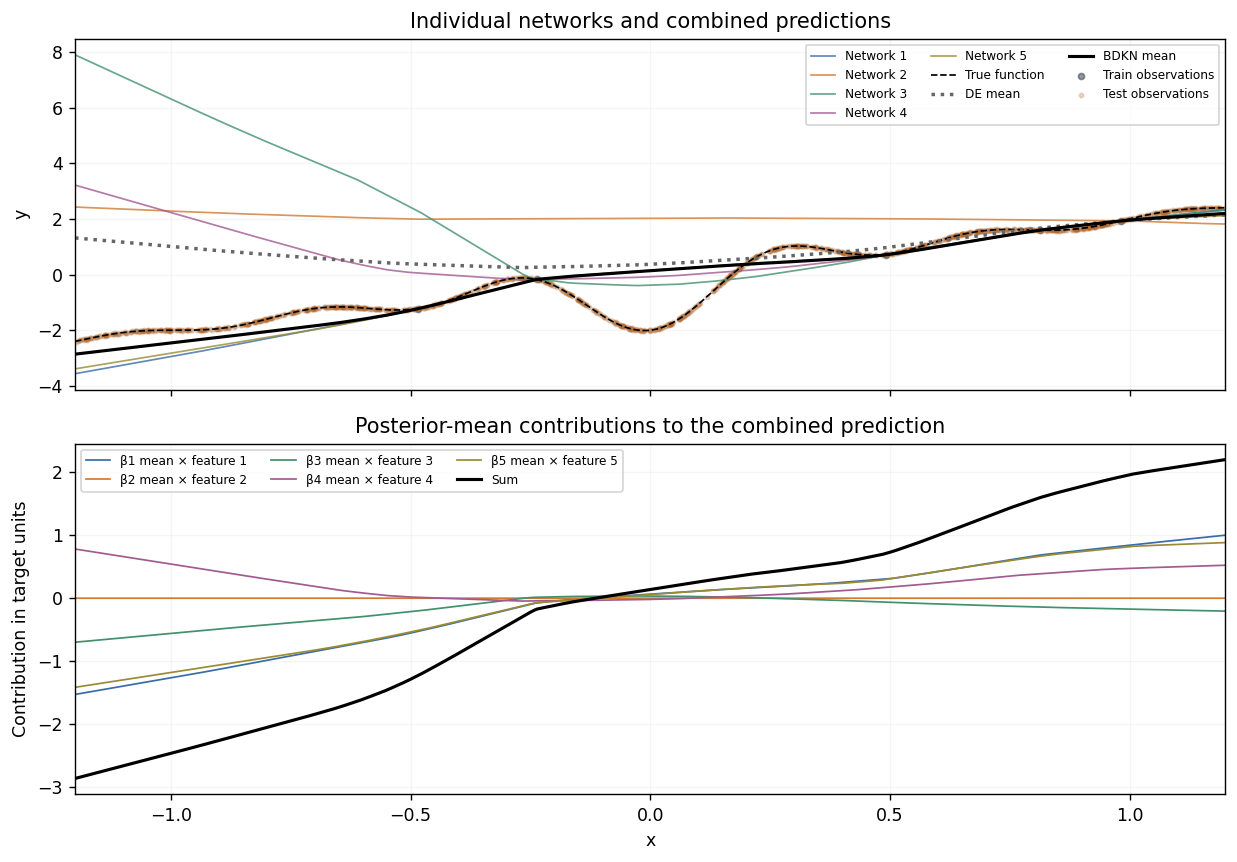 Individual networks and combined predictions
8
6
4
2
0
−2
−4
y
Network 1
Network 2
Network 3
Network 4
Network 5
True function
DE mean
BDKN mean
Train observations
Test observations
Posterior-mean contributions to the combined prediction
2
1
0
−1
−2
−3
Contribution in target units
β1 mean × feature 1
β2 mean × feature 2
β3 mean × feature 3
β4 mean × feature 4
β5 mean × feature 5
Sum
−1.0
−0.5
0.0
0.5
1.0
x